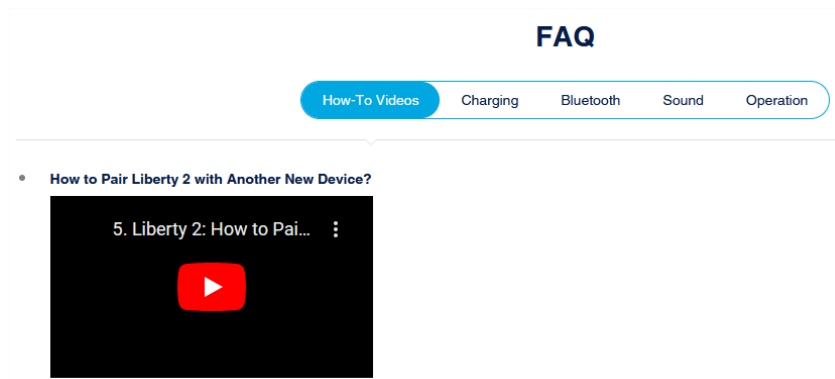 FAQ
How-To Videos Charging Bluetooth Sound Operation
How to Pair Liberty 2 with Another New Device?
5. Liberty 2: How to Pai...